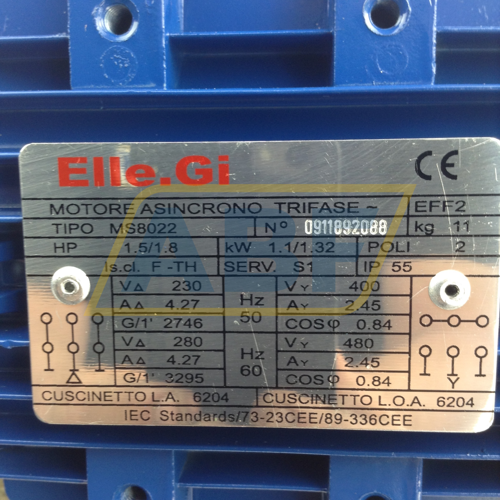 Elle.Gi CE
MOTORE ASINCRONO TRIFASE ~ EFF2
TIPO MS8022 Nº 0911892088 kg 11
HP 1.5/1.8 kW 1.1/1.32 POLI 2
is.cl. F -TH SERV. S1 IP 55
V∆ 230 Hz 50 VY 400
A∆ 4.27 AY 2.45
G/1' 2746 COSφ 0.84
V∆ 280 Hz 60 VY 480
A∆ 4.27 AY 2.45
∆ G/1' 3295 COSφ 0.84 Y
CUSCINETTO L.A. 6204 CUSCINETTO L.O.A. 6204
IEC Standards/73-23CEE/89-336CEE